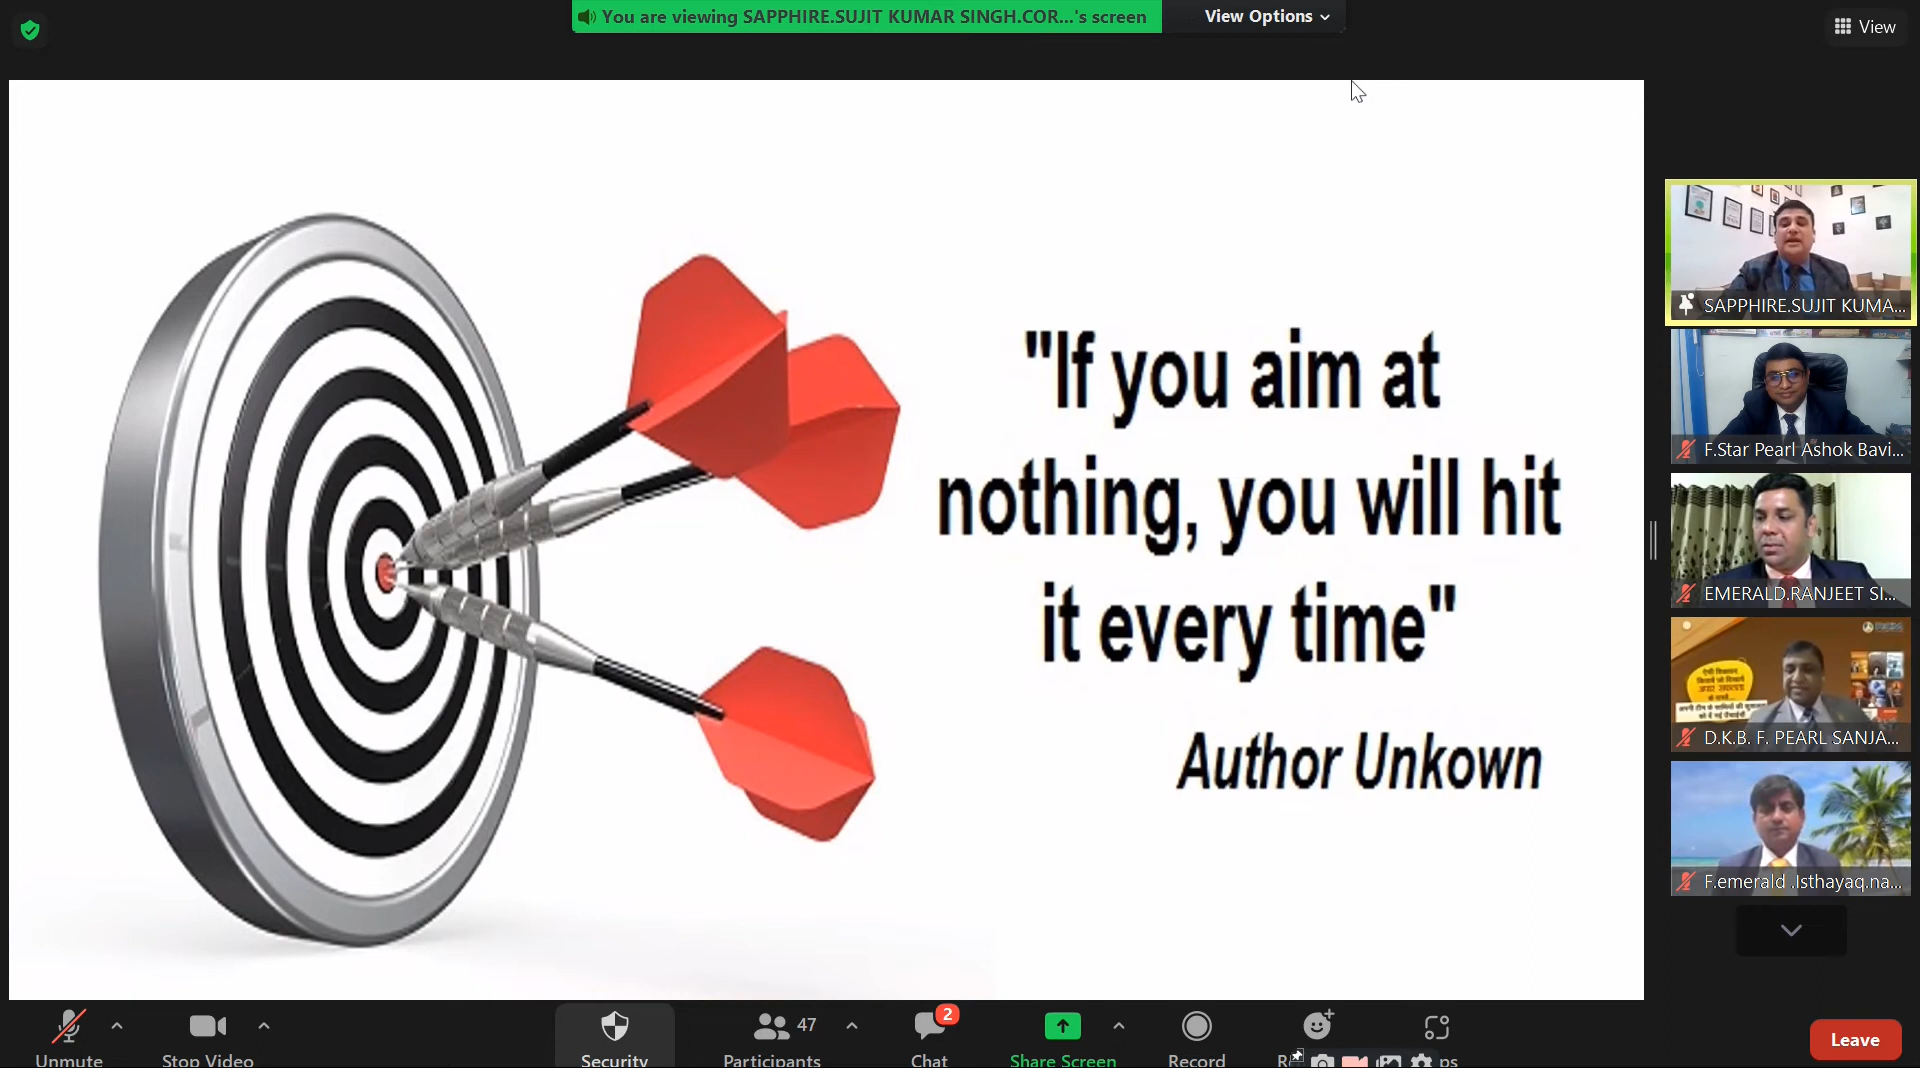 You are viewing SAPPHIRE.SUJIT KUMAR SINGH.COR...'s screen
View Options
View
"If you aim at
nothing, you will hit
it every time"
Author Unkown
SAPPHIRE.SUJIT KUMA...
F.Star Pearl Ashok Bavi...
EMERALD.RANJEET SI...
D.K.B. F. PEARL SANJA...
F.emerald .Isthayaq.na...
Unmute
Stop Video
Security
47
Participants
2
Chat
Share Screen
Record
ps
Leave